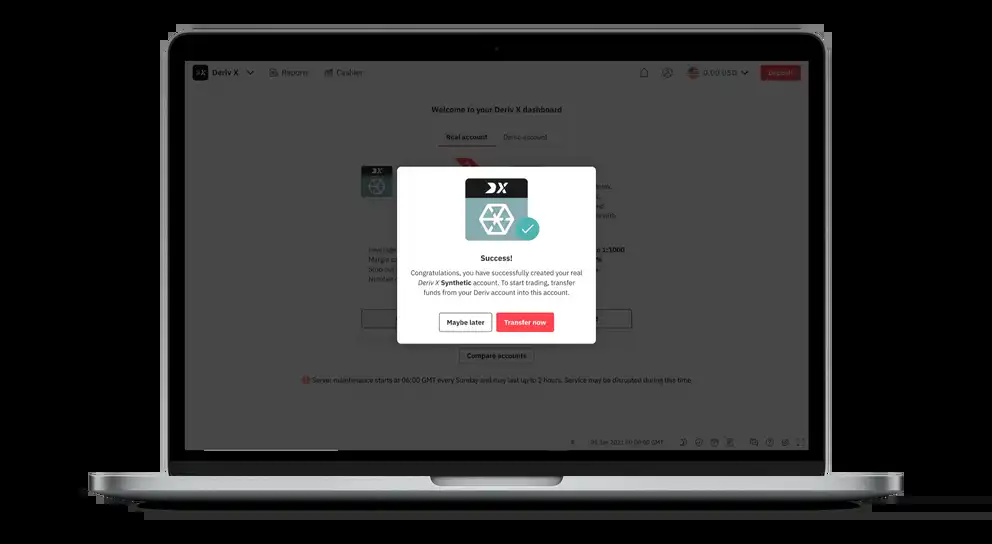 Deriv X
Reports
Cashier
0.00 USD
Welcome to your Deriv X dashboard
Real account
Demo account
DX
Success!
Congratulations, you have successfully created your real
Deriv X Synthetic account. To start trading, transfer
funds from your Deriv account into this account.
1:1000
Maybe later
Transfer now
Compare accounts
Server maintenance starts at 06:00 GMT every Sunday and may last up to 2 hours. Service may be disrupted during this time.